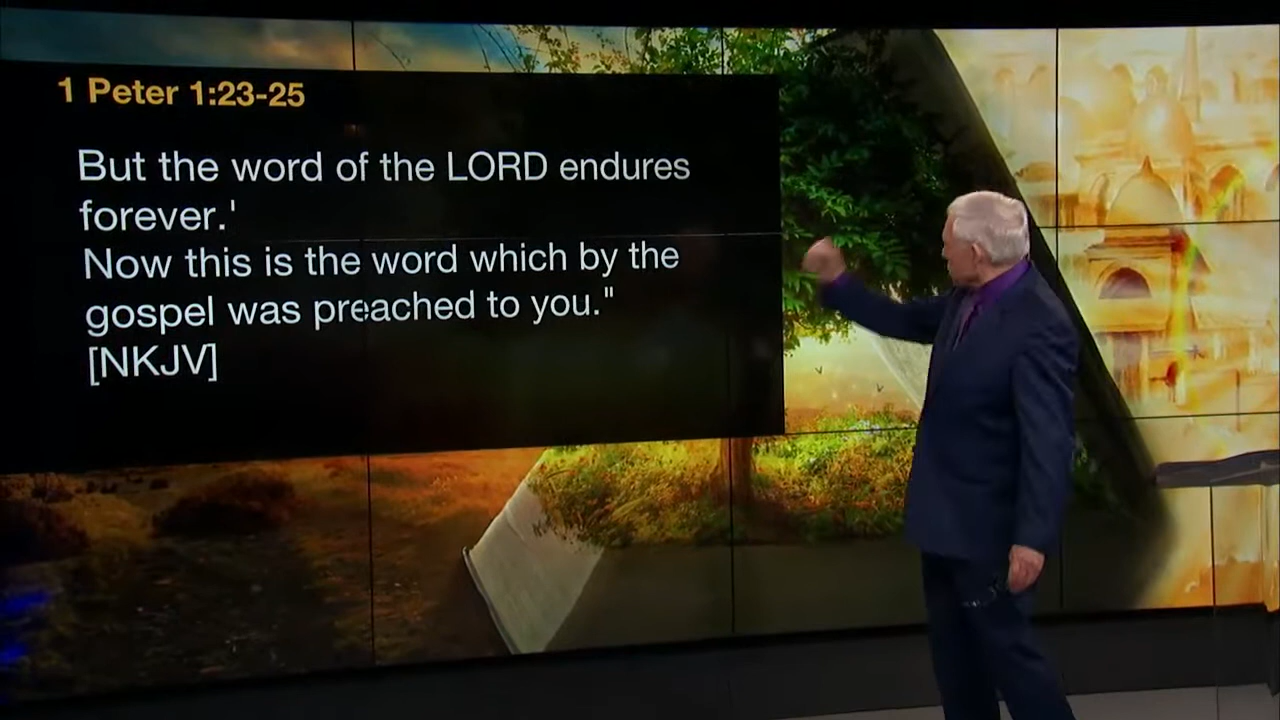 1 Peter 1:23-25
But the word of the LORD endures
forever.'
Now this is the word which by the
gospel was preached to you."
[NKJV]